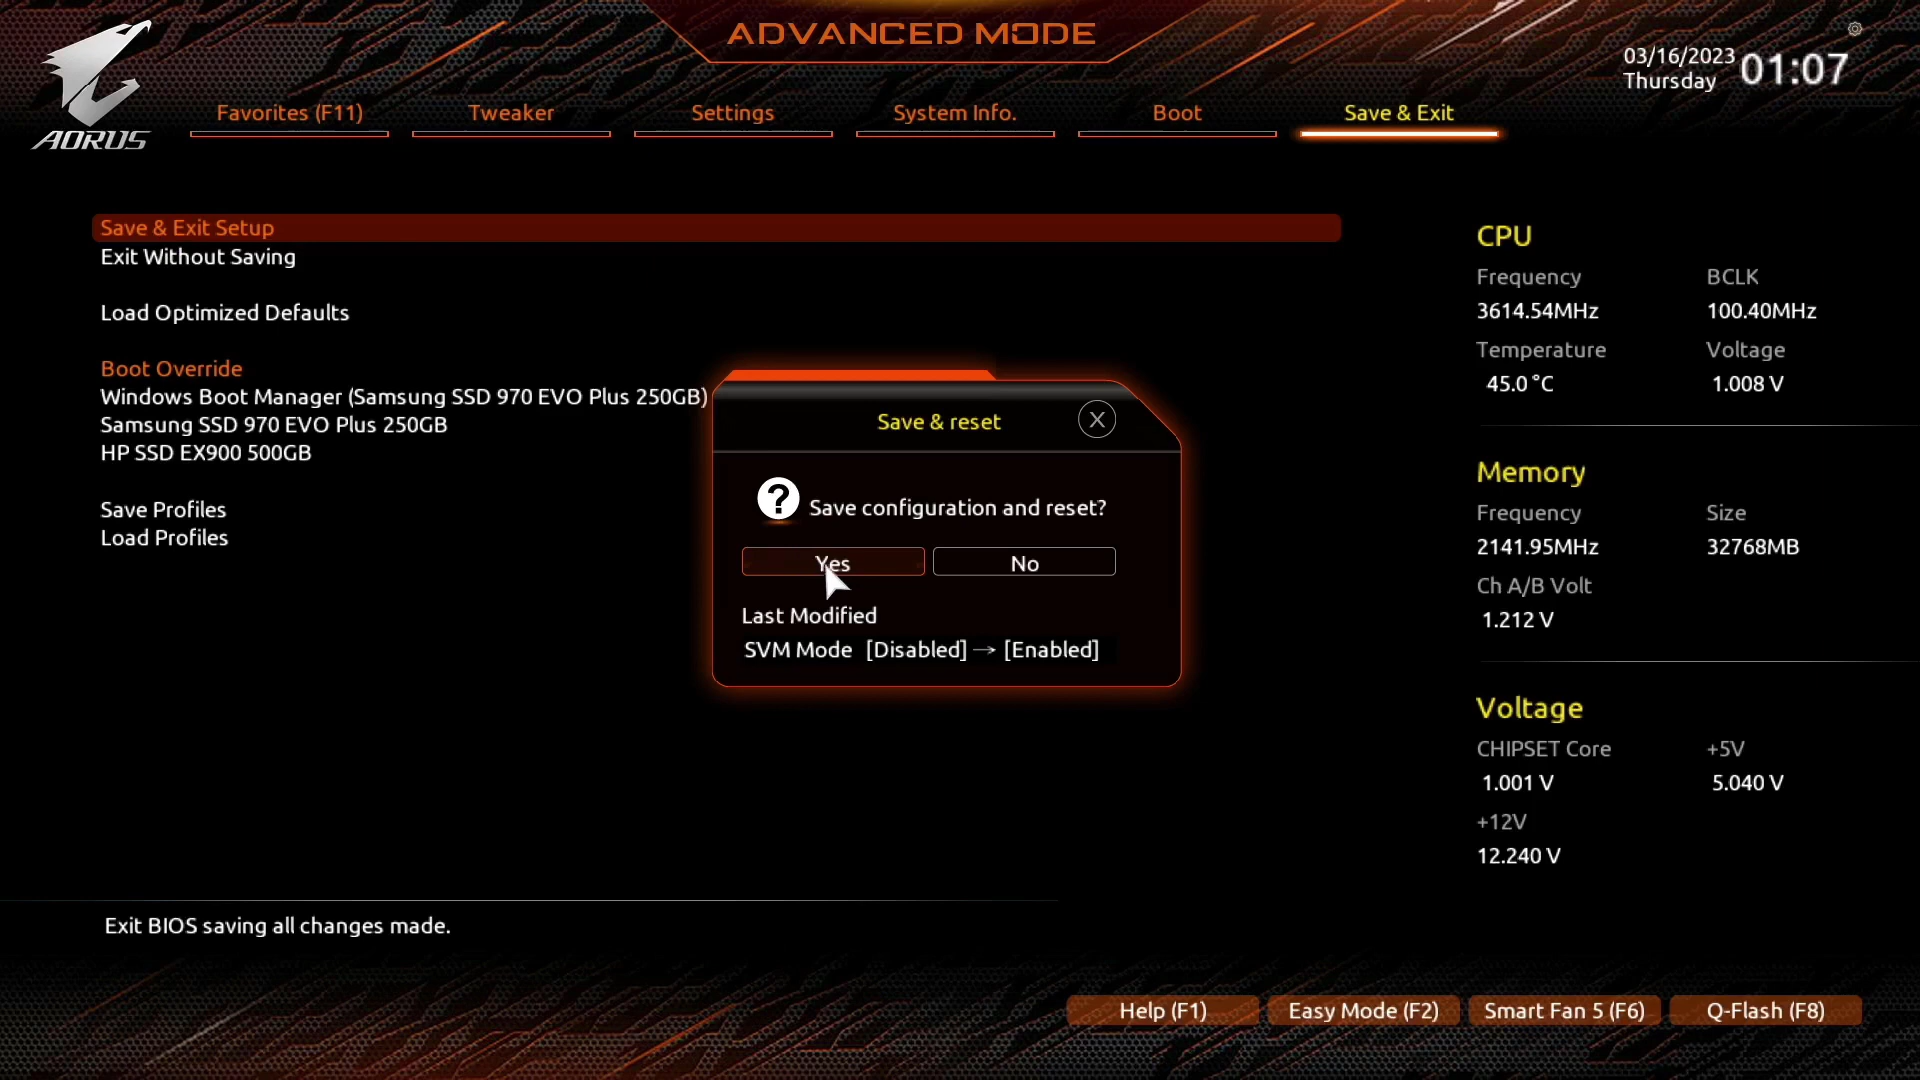 ADVANCED MODE
03/16/2023
Thursday
01:07
AORUS
Favorites (F11)
Tweaker
Settings
System Info.
Boot
Save & Exit
Save & Exit Setup
Exit Without Saving
Load Optimized Defaults
Boot Override
Windows Boot Manager (Samsung SSD 970 EVO Plus 250GB)
Samsung SSD 970 EVO Plus 250GB
HP SSD EX900 500GB
Save Profiles
Load Profiles
Save & reset
X
?
Save configuration and reset?
Yes
No
Last Modified
SVM Mode [Disabled] → [Enabled]
CPU
Frequency BCLK
3614.54MHz 100.40MHz
Temperature Voltage
45.0 °C 1.008 V
Memory
Frequency Size
2141.95MHz 32768MB
Ch A/B Volt
1.212 V
Voltage
CHIPSET Core +5V
1.001 V 5.040 V
+12V
12.240 V
Exit BIOS saving all changes made.
Help (F1)
Easy Mode (F2)
Smart Fan 5 (F6)
Q-Flash (F8)